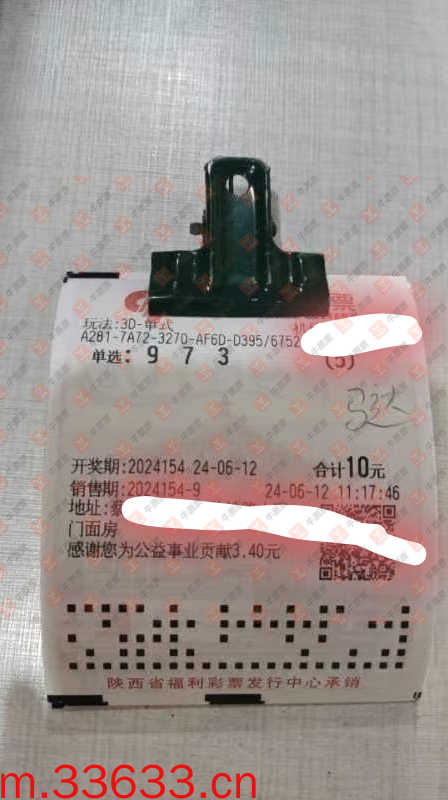 玩法:3D-单式
A281-7A72-3270-AF6D-D395/6752
单选: 9 7 3 (5)
开奖期:2024154 24-06-12 合计10元
销售期:2024154-9 24-06-12 11:17:46
地址:
门面房
感谢您为公益事业贡献3.40元
陕西省福利彩票发行中心承销
m.33633.cn